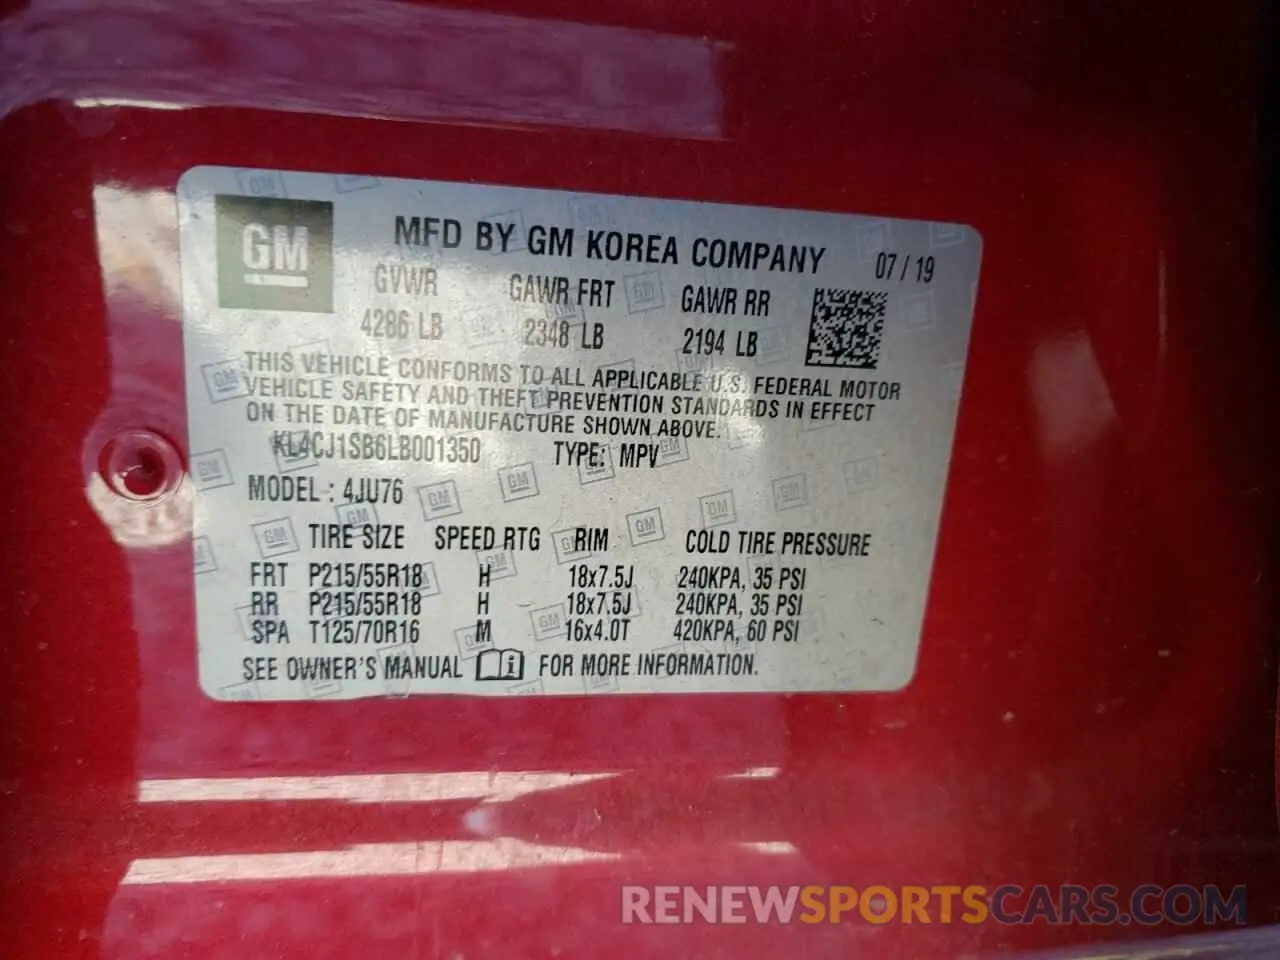 GM
MFD BY GM KOREA COMPANY 07 / 19
GVWR GAWR FRT GAWR RR
4286 LB 2348 LB 2194 LB
THIS VEHICLE CONFORMS TO ALL APPLICABLE U.S. FEDERAL MOTOR
VEHICLE SAFETY AND THEFT PREVENTION STANDARDS IN EFFECT
ON THE DATE OF MANUFACTURE SHOWN ABOVE.
KL4CJ1SB6LB001350 TYPE: MPV
MODEL : 4JU76
TIRE SIZE SPEED RTG RIM COLD TIRE PRESSURE
FRT P215/55R18 H 18x7.5J 240KPA, 35 PSI
RR P215/55R18 H 18x7.5J 240KPA, 35 PSI
SPA T125/70R16 M 16x4.0T 420KPA, 60 PSI
SEE OWNER'S MANUAL FOR MORE INFORMATION.
RENEWSPORTSCARS.COM